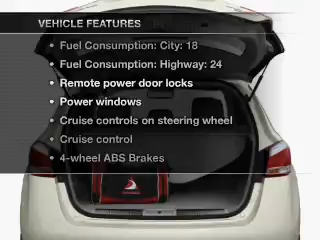 VEHICLE FEATURES
• Fuel Consumption: City: 18
• Fuel Consumption: Highway: 24
• Remote power door locks
• Power windows
• Cruise controls on steering wheel
• Cruise control
• 4-wheel ABS Brakes